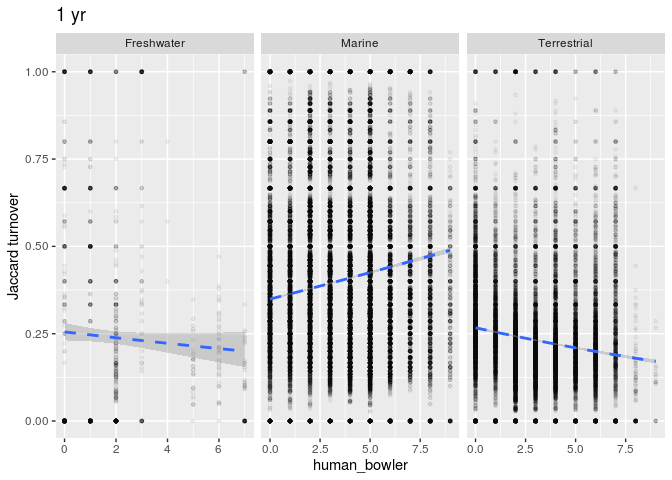 1 yr
Freshwater Marine Terrestrial
Jaccard turnover
1.00
0.75
0.50
0.25
0.00
0 2 4 6 0.0 2.5 5.0 7.5 0.0 2.5 5.0 7.5
human_bowler